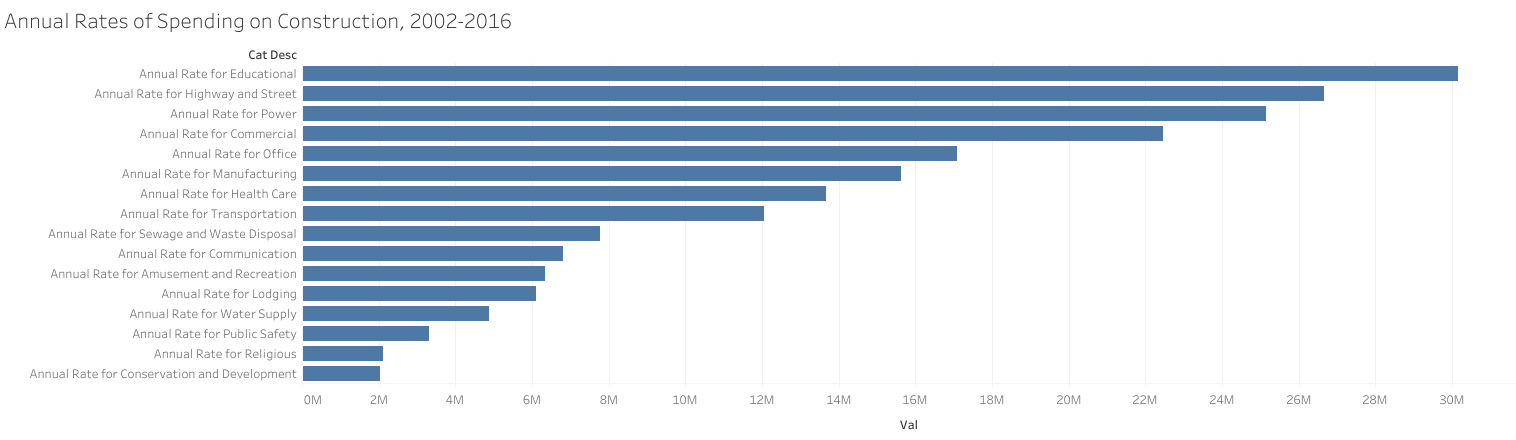 Annual Rates of Spending on Construction, 2002-2016
Cat Desc
Annual Rate for Educational
Annual Rate for Highway and Street
Annual Rate for Power
Annual Rate for Commercial
Annual Rate for Office
Annual Rate for Manufacturing
Annual Rate for Health Care
Annual Rate for Transportation
Annual Rate for Sewage and Waste Disposal
Annual Rate for Communication
Annual Rate for Amusement and Recreation
Annual Rate for Lodging
Annual Rate for Water Supply
Annual Rate for Public Safety
Annual Rate for Religious
Annual Rate for Conservation and Development
0M 2M 4M 6M 8M 10M 12M 14M 16M 18M 20M 22M 24M 26M 28M 30M
Val